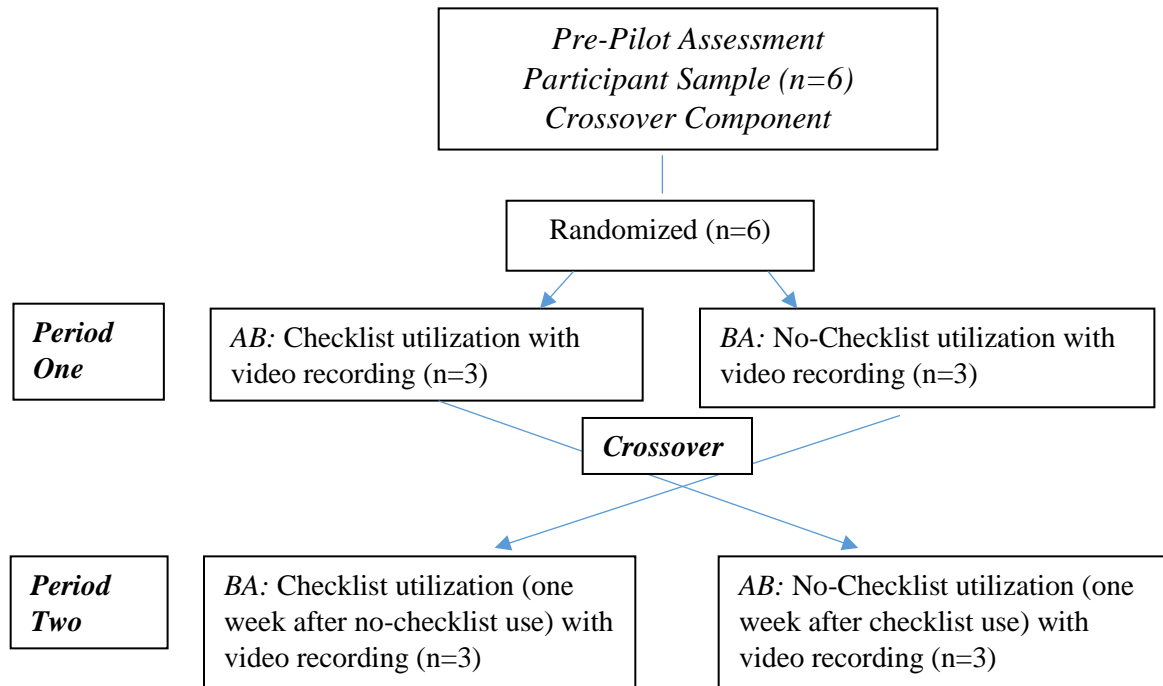 Pre-Pilot Assessment
Participant Sample (n=6)
Crossover Component
Randomized (n=6)
Period
One
AB: Checklist utilization with
video recording (n=3)
BA: No-Checklist utilization with
video recording (n=3)
Crossover
Period
Two
BA: Checklist utilization (one
week after no-checklist use) with
video recording (n=3)
AB: No-Checklist utilization (one
week after checklist use) with
video recording (n=3)